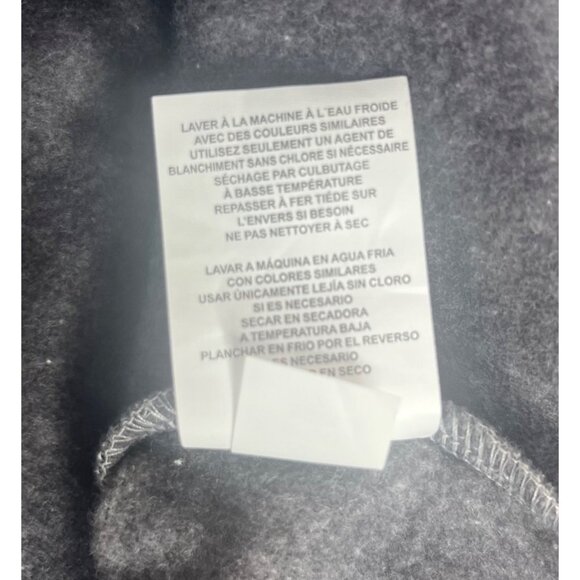 LAVER À LA MACHINE À L'EAU FROIDE
AVEC DES COULEURS SIMILAIRES
UTILISEZ SEULEMENT UN AGENT DE
BLANCHIMENT SANS CHLORE SI NÉCESSAIRE
SÉCHAGE PAR CULBUTAGE
À BASSE TEMPÉRATURE
REPASSER À FER TIÉDE SUR
L'ENVERS SI BESOIN
NE PAS NETTOYER À SEC
LAVAR A MÁQUINA EN AGUA FRIA
CON COLORES SIMILARES
USAR ÚNICAMENTE LEJÍA SIN CLORO
SI ES NECESARIO
SECAR EN SECADORA
A TEMPERATURA BAJA
PLANCHAR EN FRIO POR EL REVERSO
ES NECESARIO
EN SECO